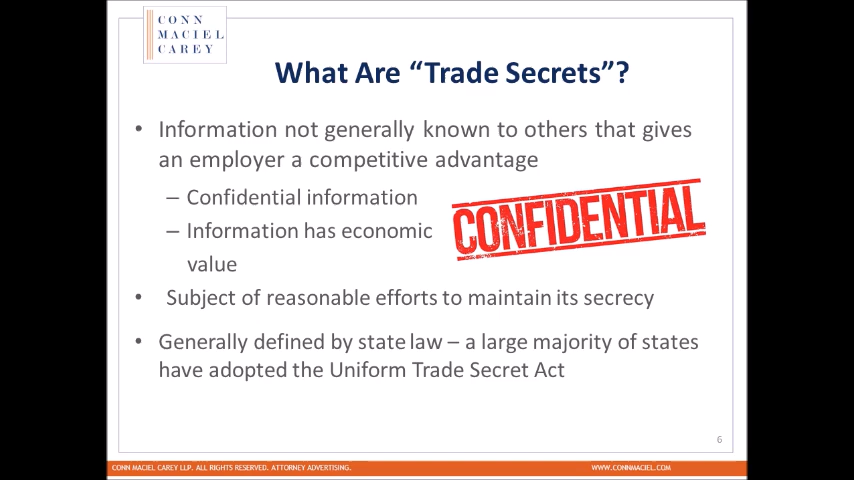 CONN
MACIEL
CAREY
What Are “Trade Secrets”?
• Information not generally known to others that gives
an employer a competitive advantage
– Confidential information
– Information has economic
value
CONFIDENTIAL
• Subject of reasonable efforts to maintain its secrecy
• Generally defined by state law – a large majority of states
have adopted the Uniform Trade Secret Act
6
CONN MACIEL CAREY LLP. ALL RIGHTS RESERVED. ATTORNEY ADVERTISING.
WWW.CONNMACIEL.COM